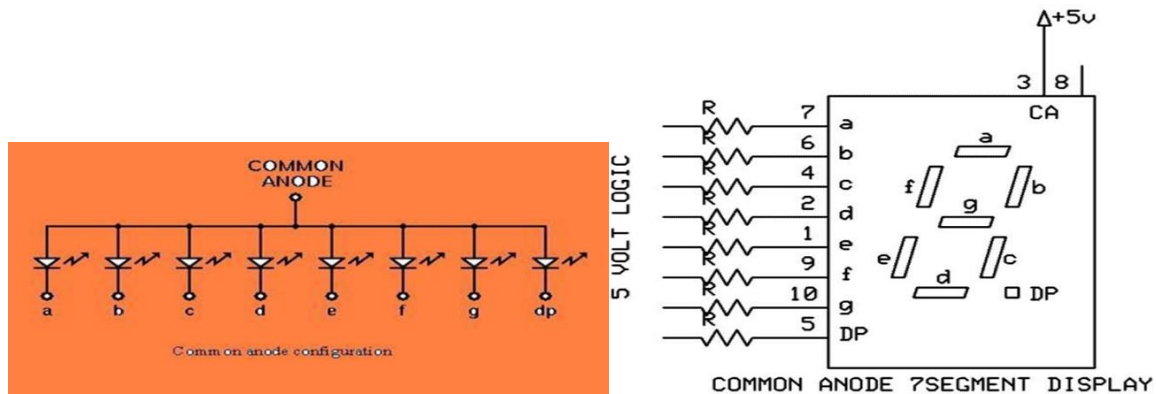 COMMON
ANODE
a b c d e f g dp
Common anode configuration
+5v
3 8
CA
R 7 a
R 6 b
R 4 c
R 2 d
R 1 e
R 9 f
R 10 g
R 5 DP
5 VOLT LOGIC
a
f b
g
e c
d DP
COMMON ANODE 7SEGMENT DISPLAY